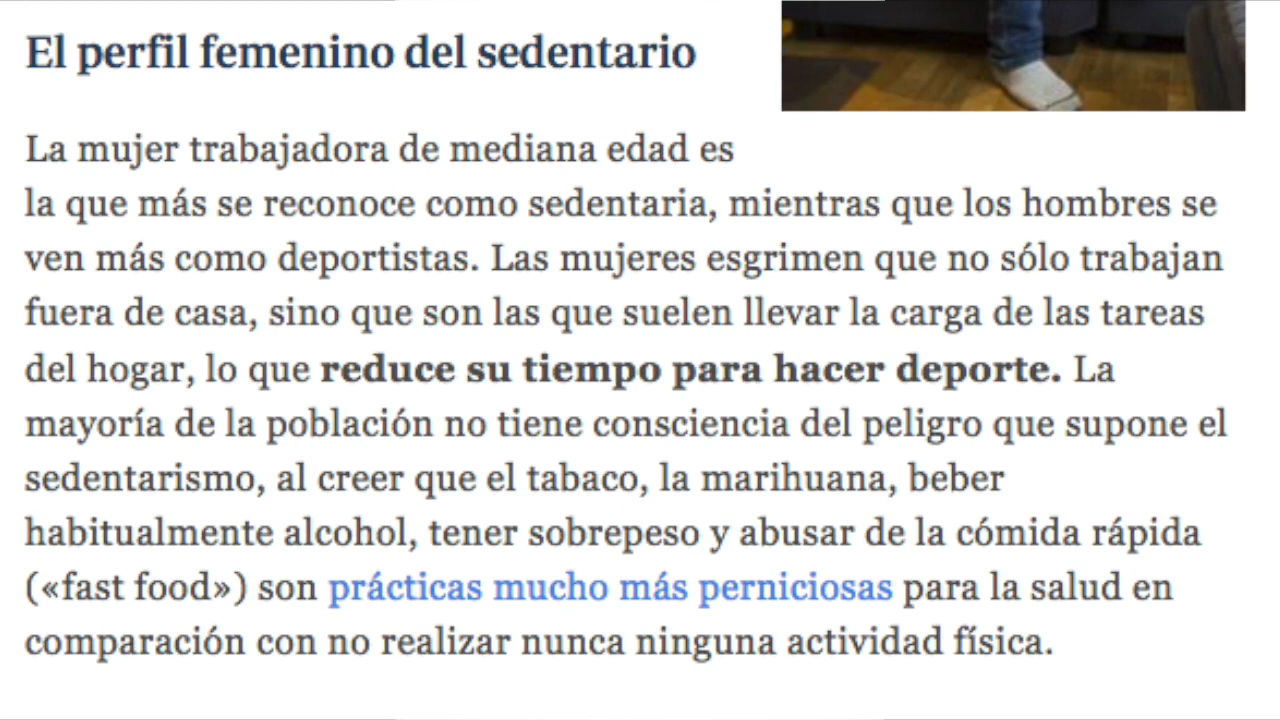 El perfil femenino del sedentario
La mujer trabajadora de mediana edad es
la que más se reconoce como sedentaria, mientras que los hombres se
ven más como deportistas. Las mujeres esgrimen que no sólo trabajan
fuera de casa, sino que son las que suelen llevar la carga de las tareas
del hogar, lo que reduce su tiempo para hacer deporte. La
mayoría de la población no tiene consciencia del peligro que supone el
sedentarismo, al creer que el tabaco, la marihuana, beber
habitualmente alcohol, tener sobrepeso y abusar de la cómida rápida
(«fast food») son prácticas mucho más perniciosas para la salud en
comparación con no realizar nunca ninguna actividad física.